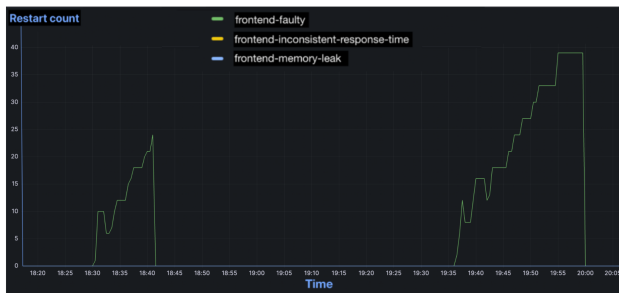 Restart count
frontend-faulty
frontend-inconsistent-response-time
frontend-memory-leak
40
35
30
25
20
15
10
5
0
18:20 18:25 18:30 18:35 18:40 18:45 18:50 18:55 19:00 19:05 19:10 19:15 19:20 19:25 19:30 19:35 19:40 19:45 19:50 19:55 20:00 20:05
Time